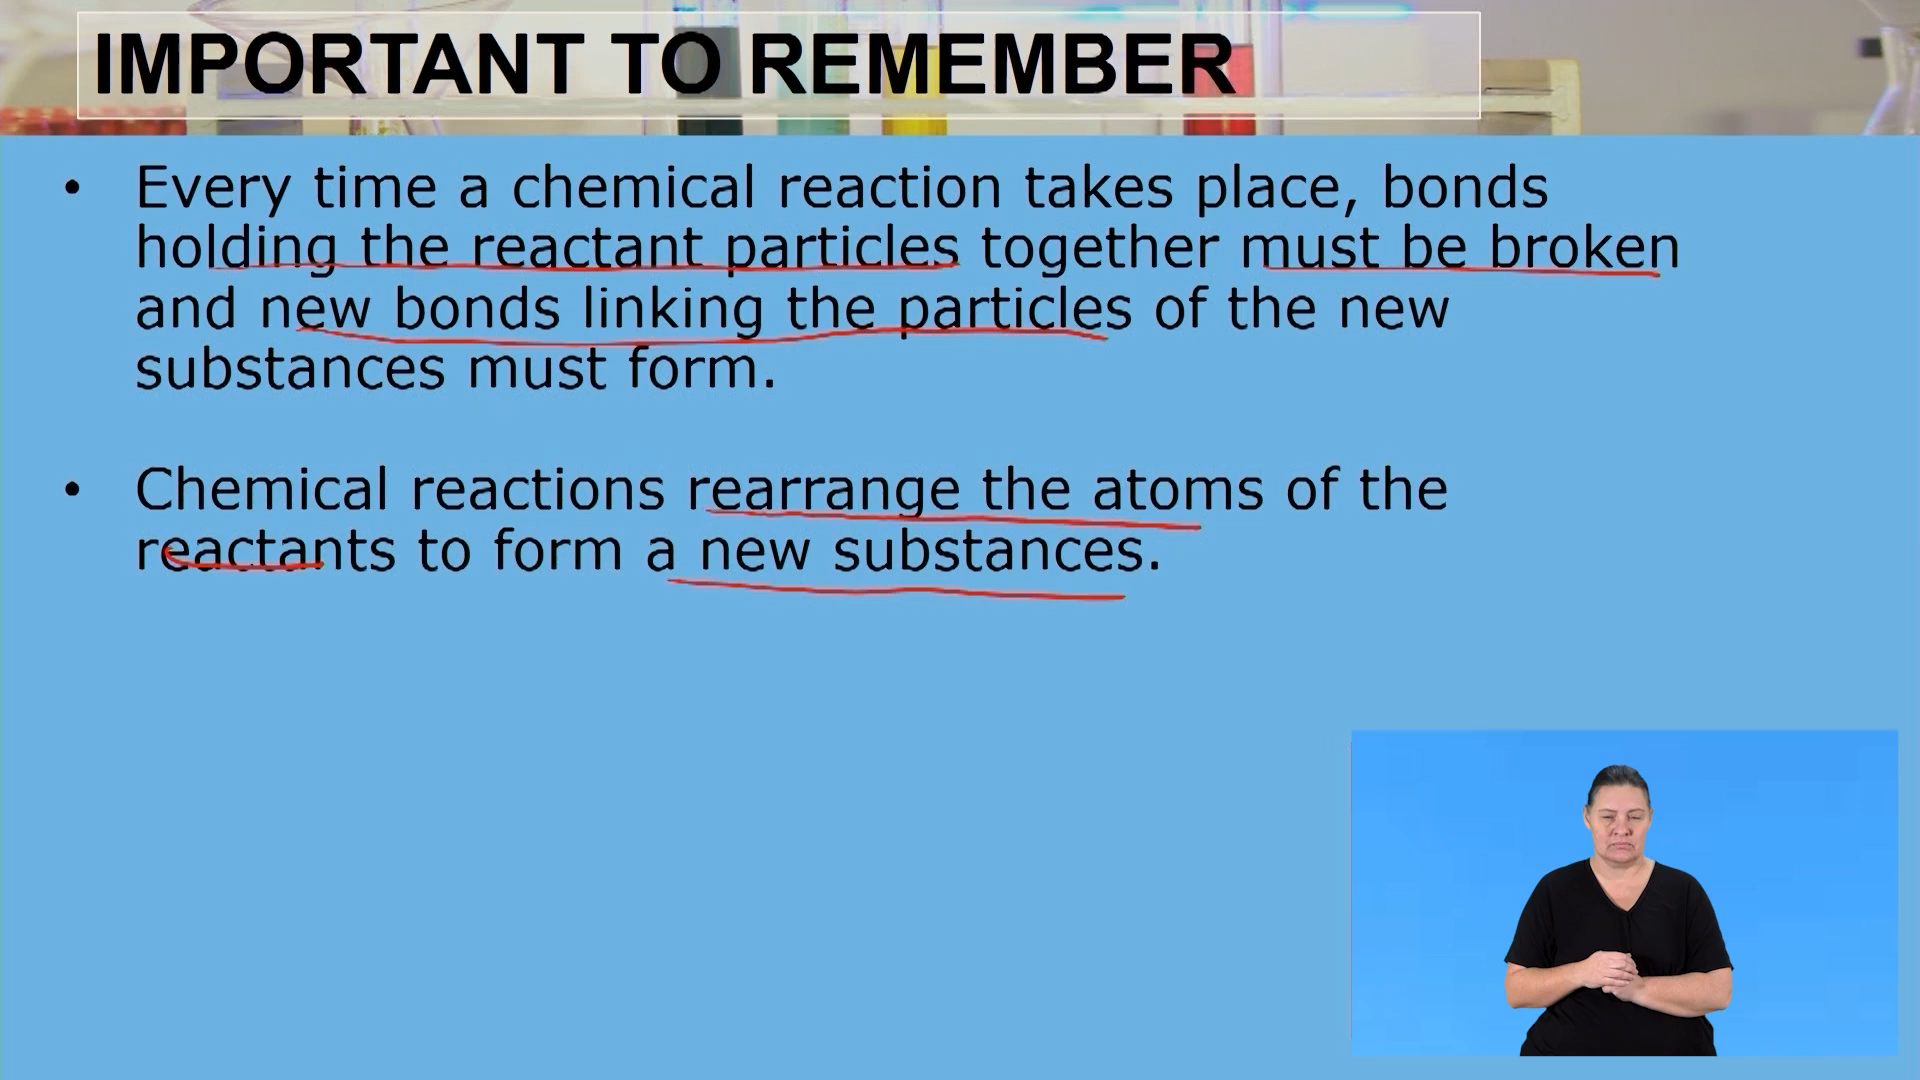 IMPORTANT TO REMEMBER
• Every time a chemical reaction takes place, bonds
holding the reactant particles together must be broken
and new bonds linking the particles of the new
substances must form.
• Chemical reactions rearrange the atoms of the
reactants to form a new substances.